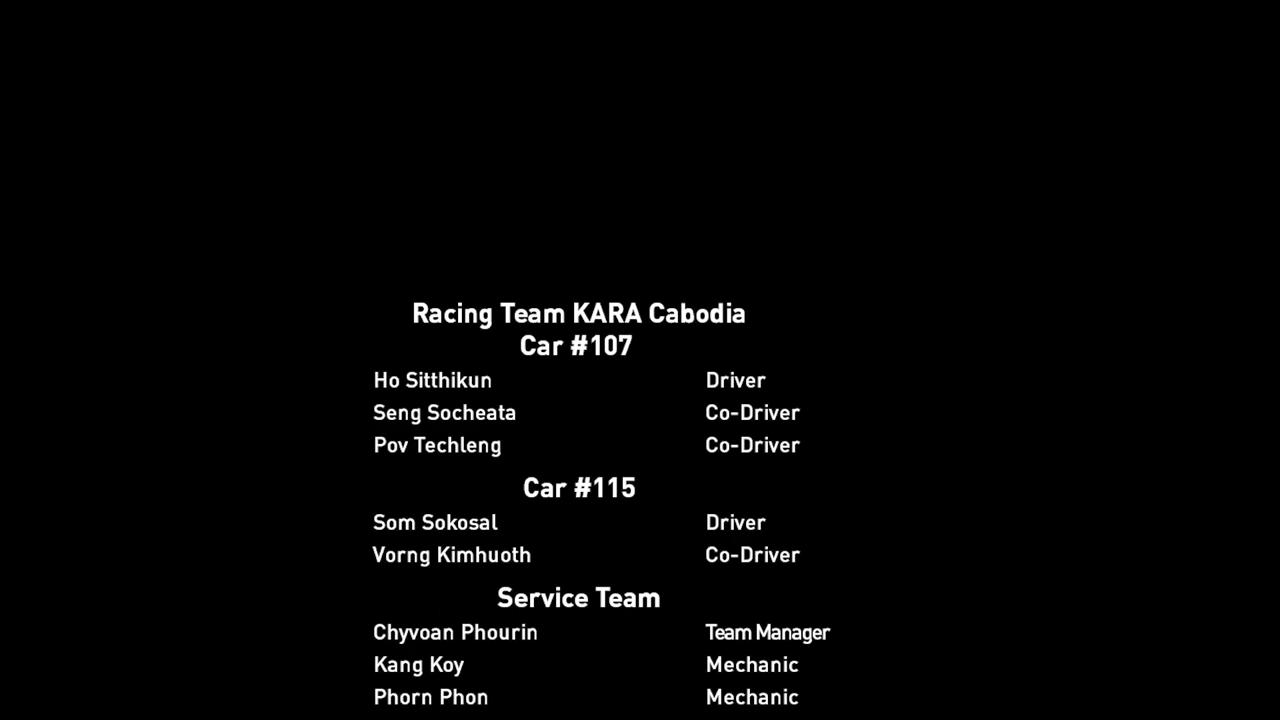 Racing Team KARA Cabodia
Car #107
Ho Sitthikun Driver
Seng Socheata Co-Driver
Pov Techleng Co-Driver
Car #115
Som Sokosal Driver
Vorng Kimhuoth Co-Driver
Service Team
Chyvoan Phourin Team Manager
Kang Koy Mechanic
Phorn Phon Mechanic